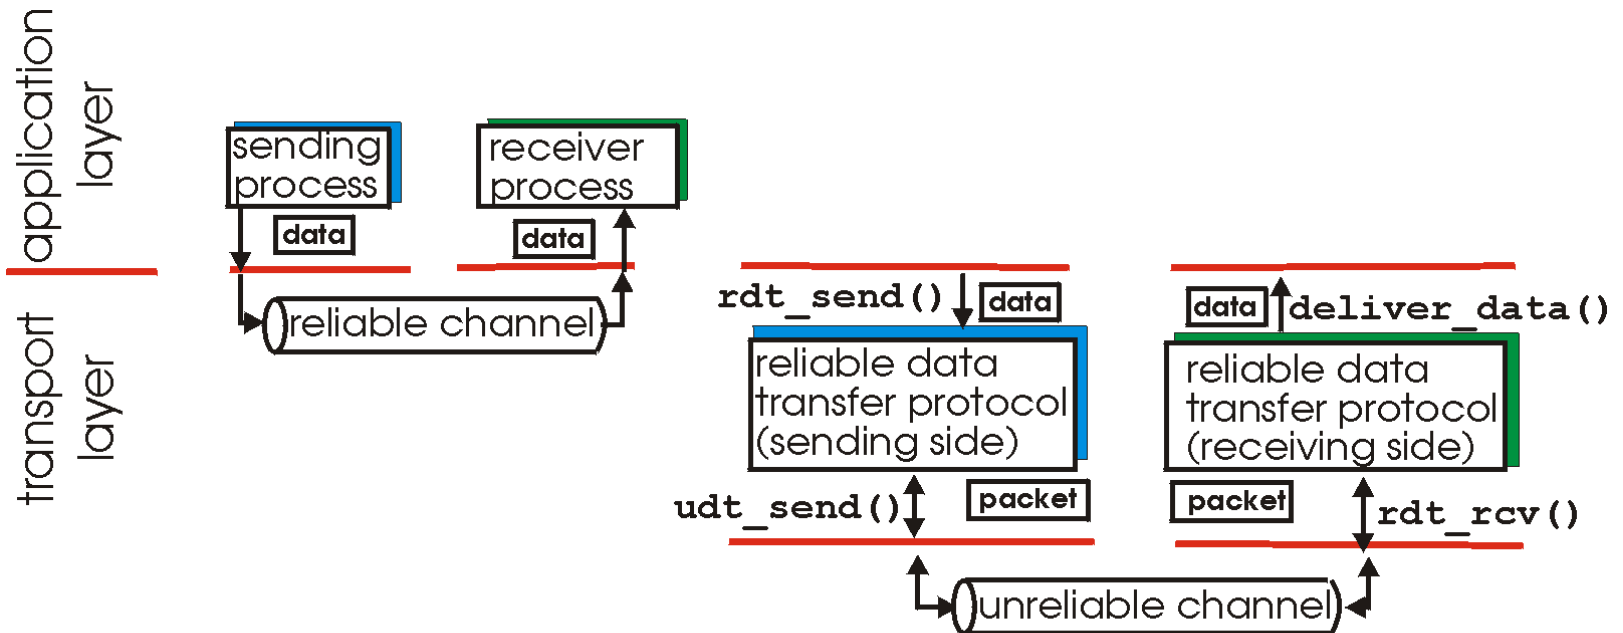 application
layer
transport
layer
sending
process
receiver
process
data
data
reliable channel
rdt_send()
data
data
deliver_data()
reliable data
transfer protocol
(sending side)
reliable data
transfer protocol
(receiving side)
udt_send()
packet
packet
rdt_rcv()
unreliable channel